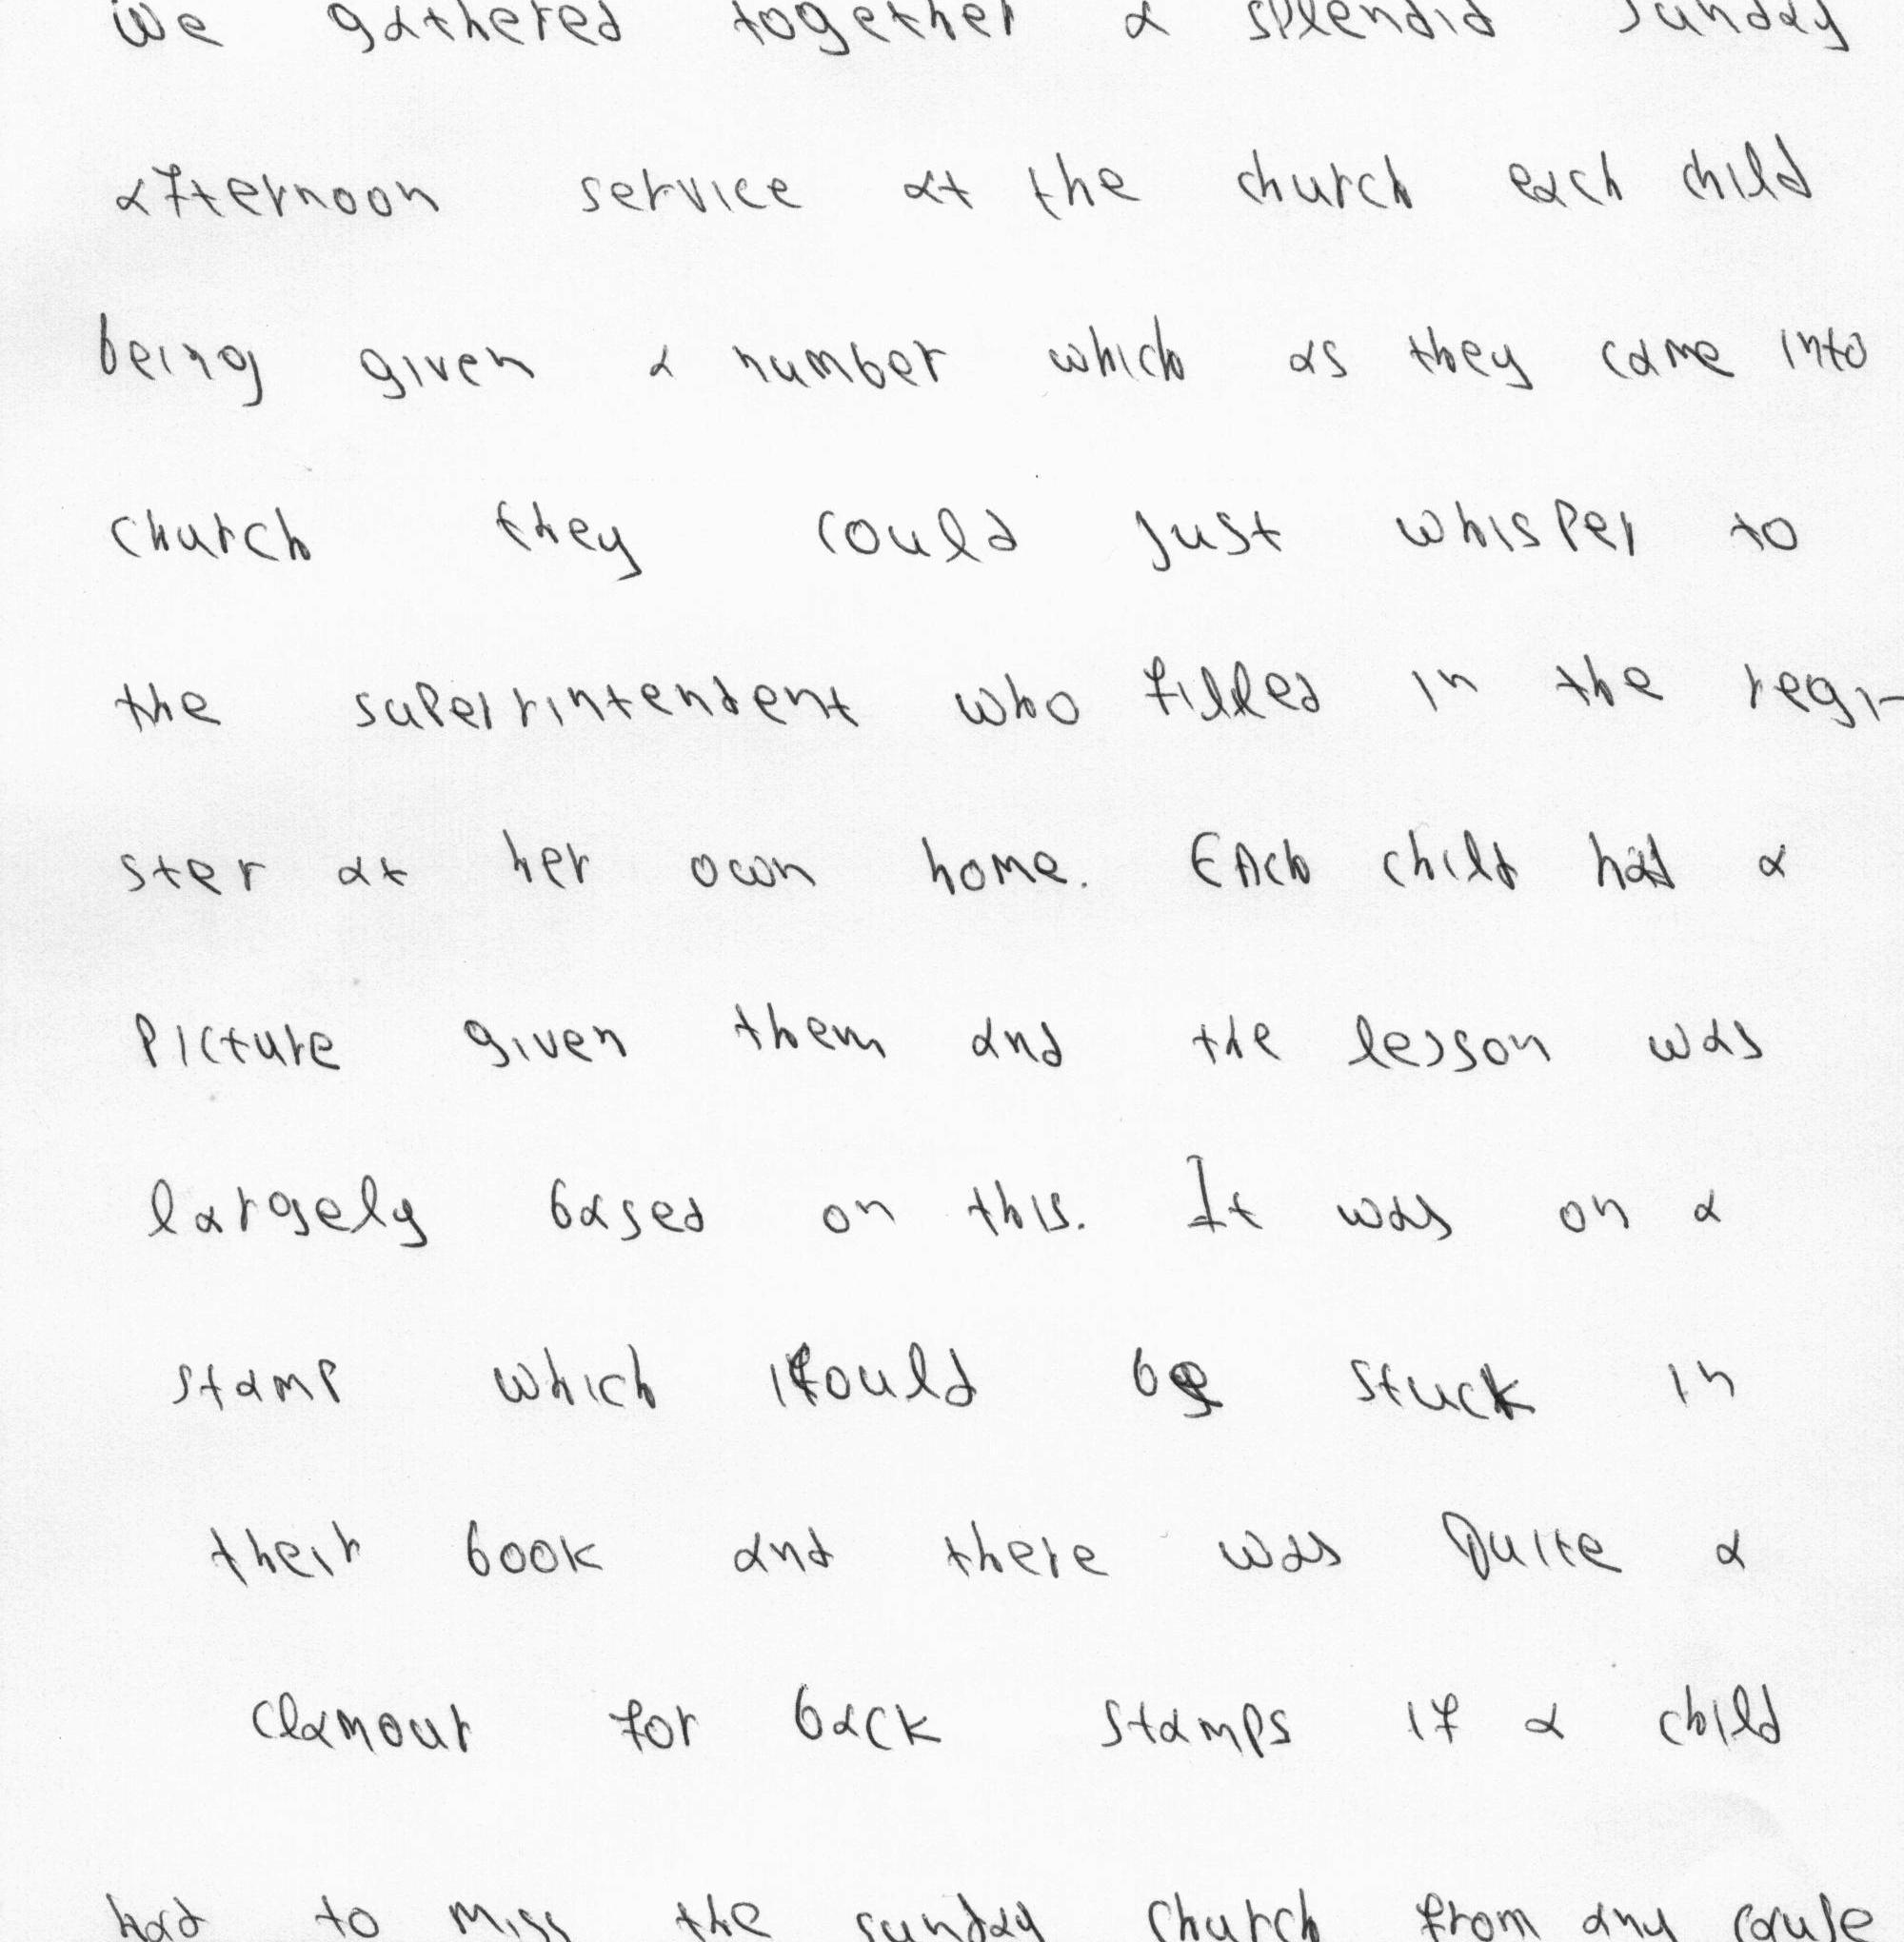 We gathered together a splendid Sunday
afternoon service at the church each child
being given a number which as they came into
church they could just whisper to
the superrintendent who filled in the regi-
ster at her own home. EAch child had a
picture given them and the lesson was
largely based on this. It was on a
stamp which could be stuck in
their book and there was Quite a
clamour for back stamps if a child
had to miss the sunday church from any cause